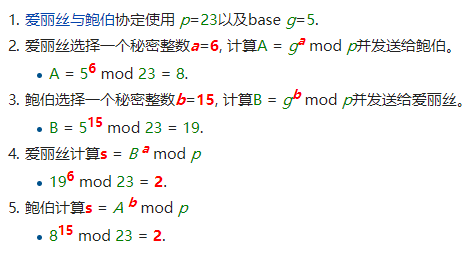 1. 爱丽丝与鲍伯协定使用 p=23以及base g=5.
2. 爱丽丝选择一个秘密整数a=6, 计算A = g^a mod p并发送给鲍伯。
• A = 5^6 mod 23 = 8.
3. 鲍伯选择一个秘密整数b=15, 计算B = g^b mod p并发送给爱丽丝。
• B = 5^15 mod 23 = 19.
4. 爱丽丝计算s = B^a mod p
• 19^6 mod 23 = 2.
5. 鲍伯计算s = A^b mod p
• 8^15 mod 23 = 2.